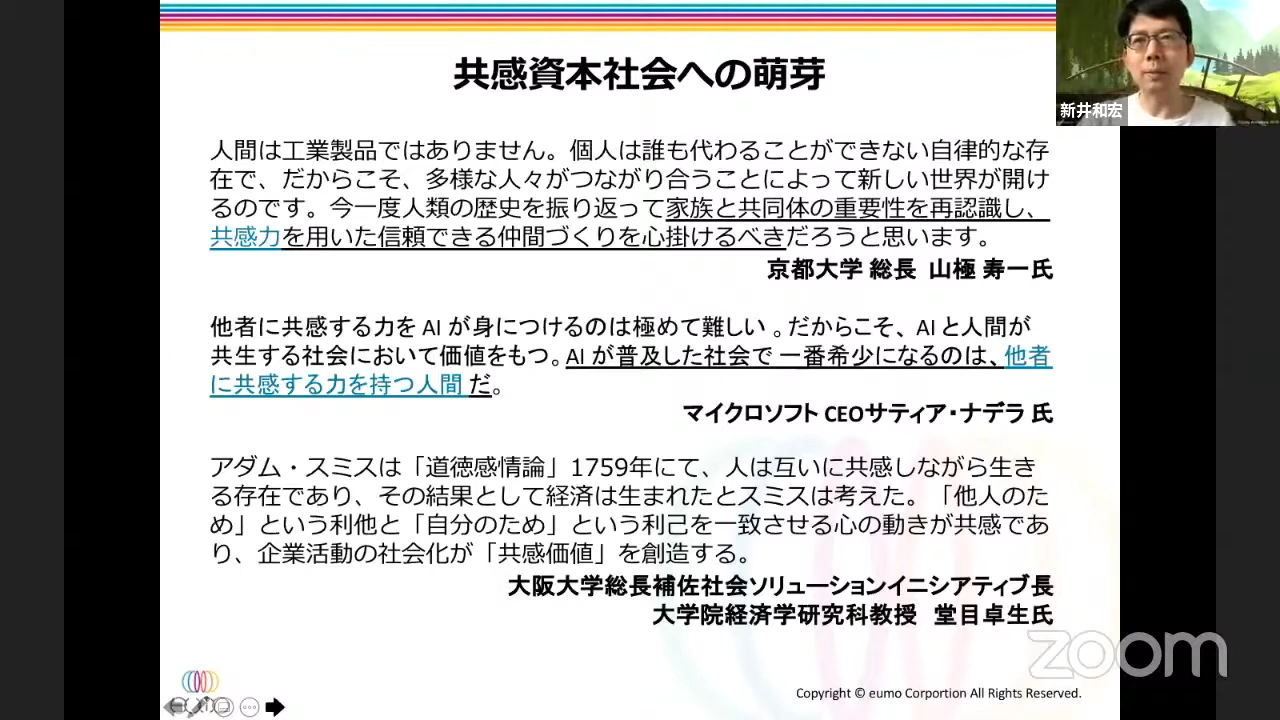 共感資本社会への萌芽
新井和宏
人間は工業製品ではありません。個人は誰も代わることができない自律的な存
在で、だからこそ、多様な人々がつながり合うことによって新しい世界が開け
るのです。今一度人類の歴史を振り返って家族と共同体の重要性を再認識し、
共感力を用いた信頼できる仲間づくりを心掛けるべきだろうと思います。
京都大学 総長 山極 寿一氏
他者に共感する力を AI が身につけるのは極めて難しい 。だからこそ、 AI と人間が
共生する社会において価値をもつ。AI が普及した社会で 一番希少になるのは、他者
に共感する力を持つ人間 だ。
マイクロソフト CEOサティア・ナデラ 氏
アダム・スミスは「道徳感情論」1759年にて、人は互いに共感しながら生き
る存在であり、その結果として経済は生まれたとスミスは考えた。「他人のた
め」という利他と「自分のため」という利己を一致させる心の動きが共感であ
り、企業活動の社会化が「共感価値」を創造する。
大阪大学総長補佐社会ソリューションイニシアティブ長
大学院経済学研究科教授 堂目卓生氏
zoom
Copyright © eumo Corportion All Rights Reserved.